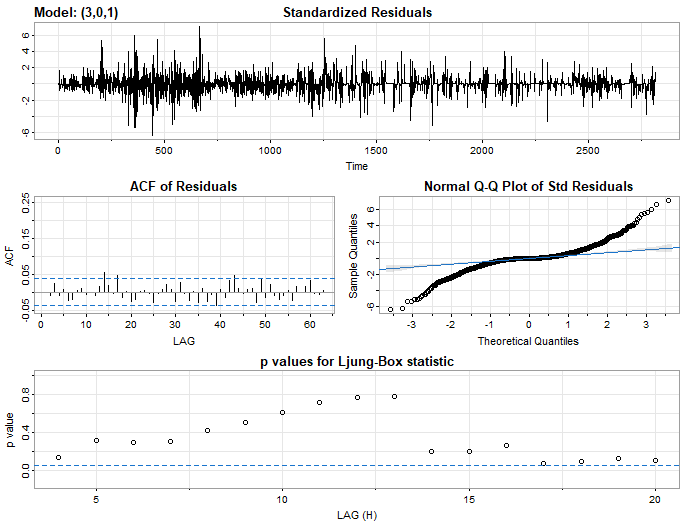 Model: (3,0,1) Standardized Residuals
6
4
2
-2
-6
0 500 1000 1500 2000 2500
Time
ACF of Residuals
0.25
0.15
0.05
-0.05
ACF
0 10 20 30 40 50 60
LAG
Normal Q-Q Plot of Std Residuals
6
4
2
-2
-6
Sample Quantiles
-3 -2 -1 0 1 2 3
Theoretical Quantiles
p values for Ljung-Box statistic
0.8
0.4
0.0
p value
5 10 15 20
LAG (H)